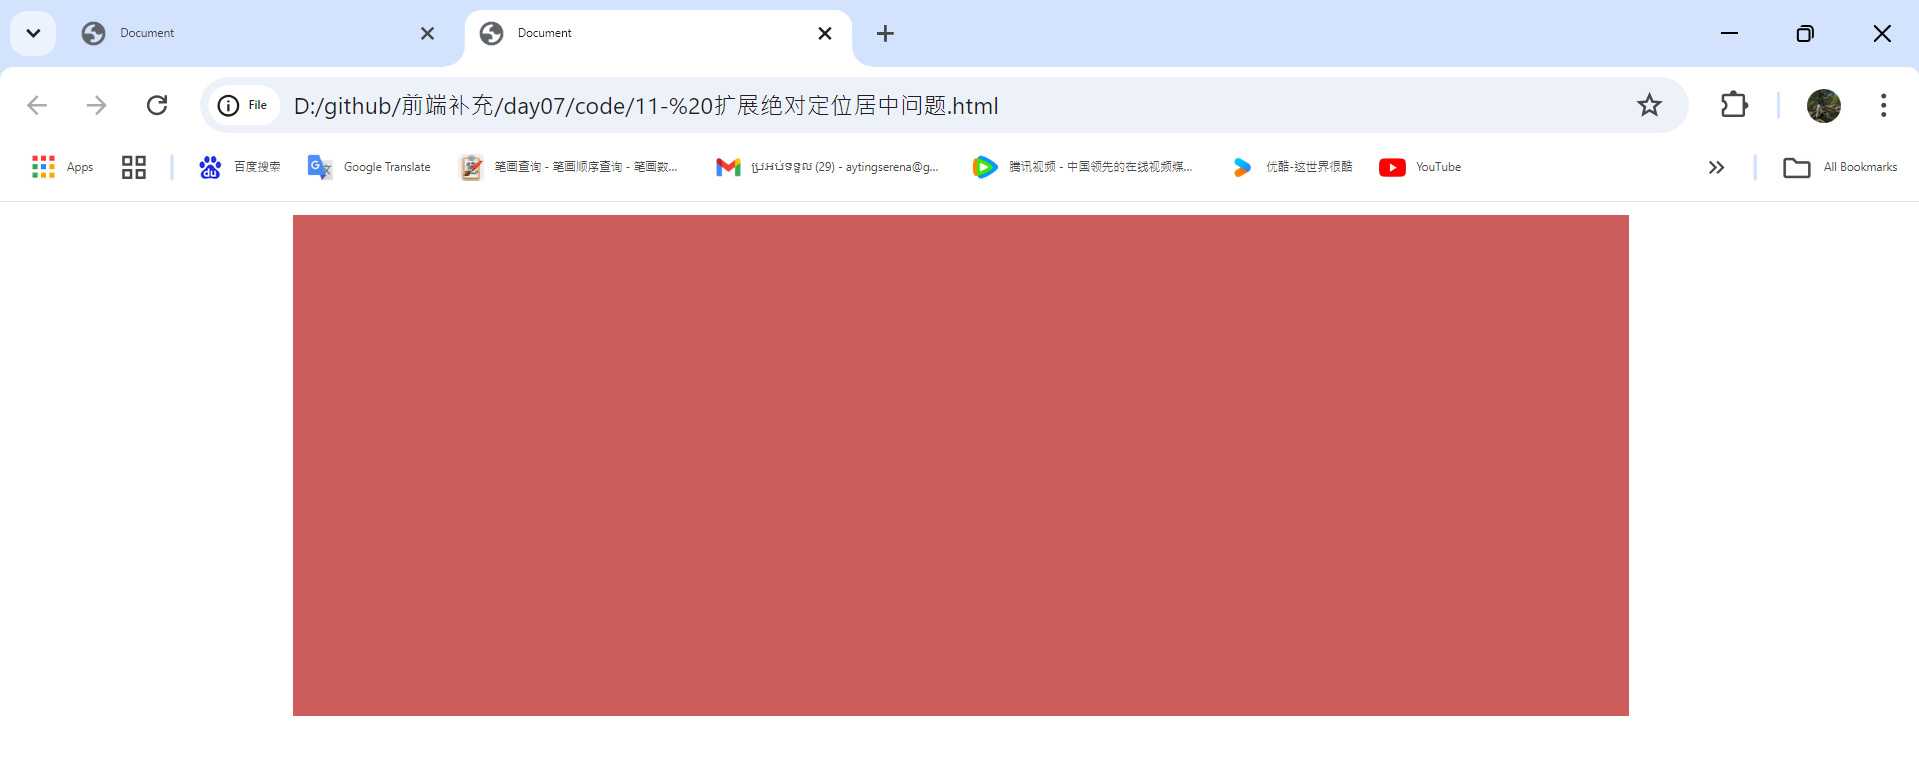 Document
Document
File
D:/github/前端补充/day07/code/11-%20扩展绝对定位居中问题.html
Apps
百度搜索
Google Translate
笔画查询 - 笔画顺序查询 - 笔画数...
ប្រអប់ទទួល (29) - aytingserena@g...
腾讯视频 - 中国领先的在线视频媒...
优酷-这世界很酷
YouTube
All Bookmarks